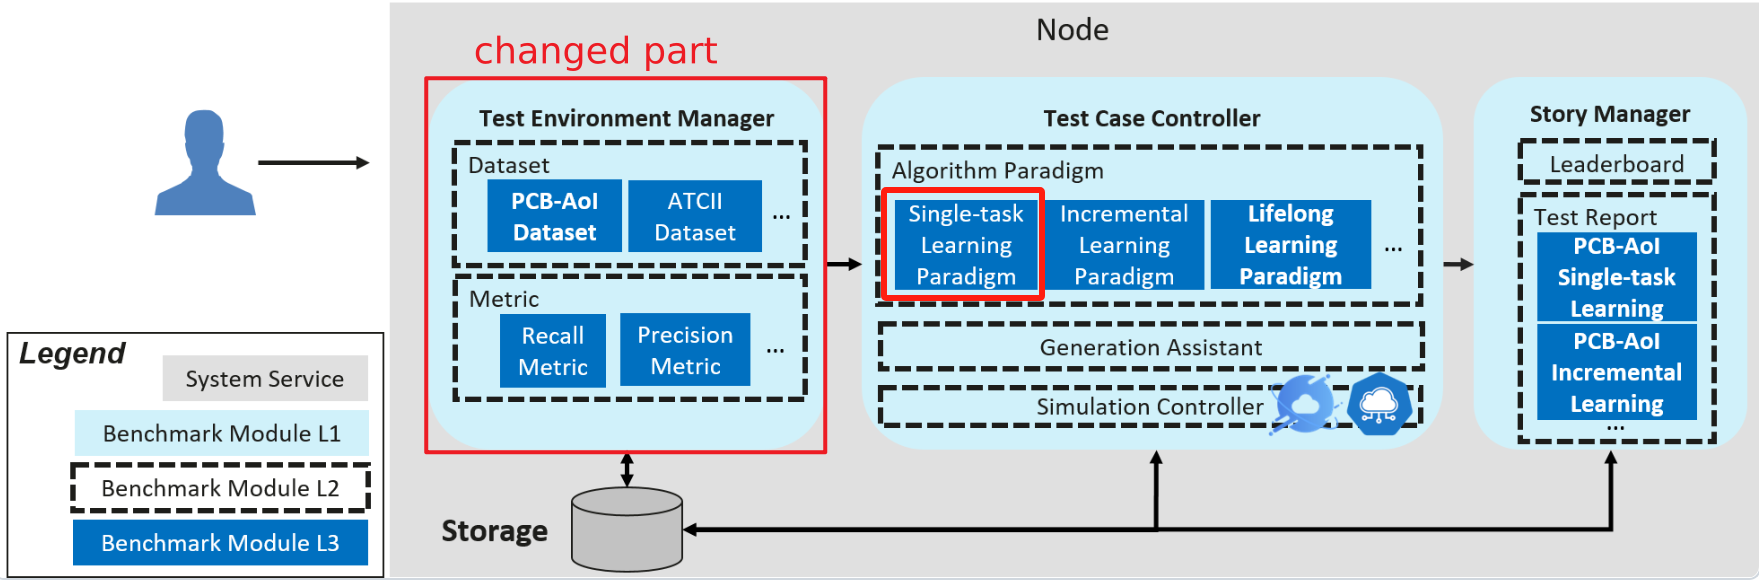 Node
changed part
Test Environment Manager
Dataset
PCB-AoI
Dataset
ATCII
Dataset
...
Metric
Recall
Metric
Precision
Metric
...
Test Case Controller
Algorithm Paradigm
Single-task
Learning
Paradigm
Incremental
Learning
Paradigm
Lifelong
Learning
Paradigm
...
Generation Assistant
Simulation Controller
Story Manager
Leaderboard
Test Report
PCB-AoI
Single-task
Learning
PCB-AoI
Incremental
Learning
...
Storage
Legend
System Service
Benchmark Module L1
Benchmark Module L2
Benchmark Module L3